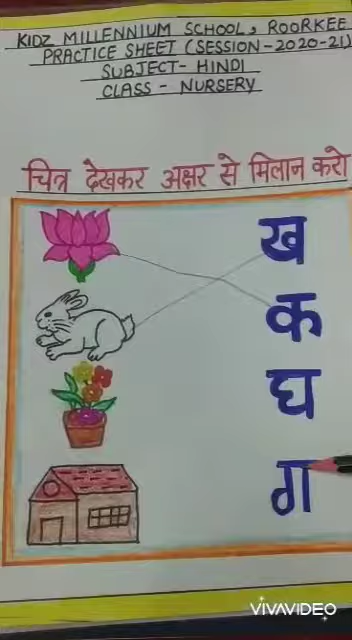 KIDZ MILLENNIUM SCHOOL, ROORKEE
PRACTICE SHEET (SESSION-2020-21)
SUBJECT- HINDI
CLASS - NURSERY
चित्र देखकर अक्षर से मिलान करो
ख
क
घ
ग
VIVAVIDEO